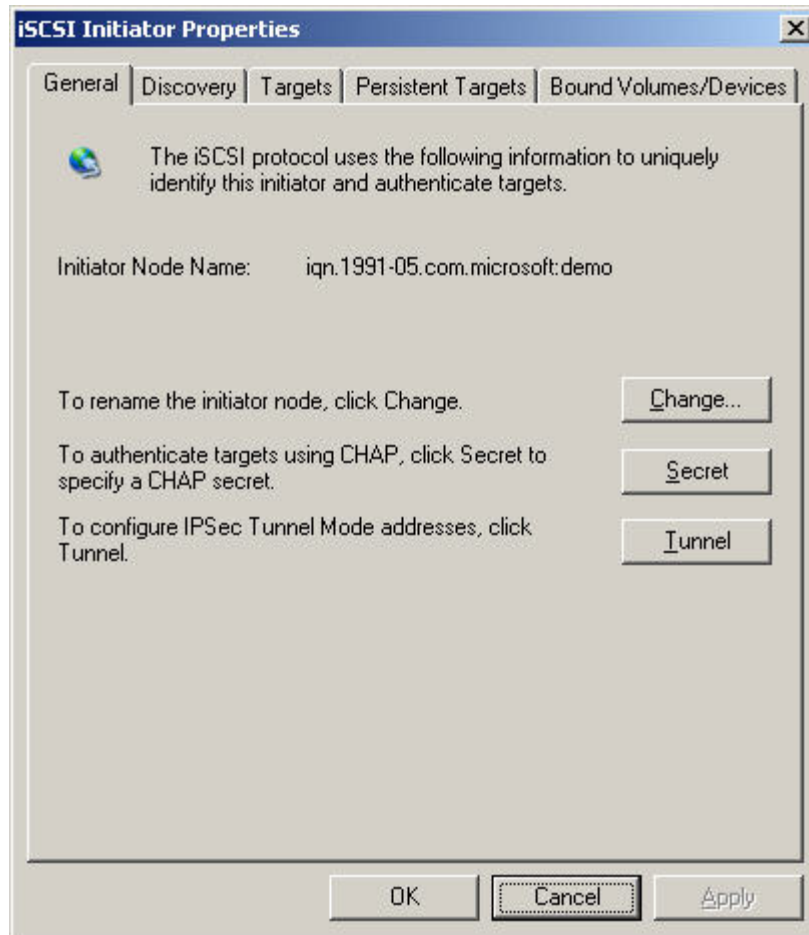 iSCSI Initiator Properties
General Discovery Targets Persistent Targets Bound Volumes/Devices
The iSCSI protocol uses the following information to uniquely
identify this initiator and authenticate targets.
Initiator Node Name: iqn.1991-05.com.microsoft:demo
To rename the initiator node, click Change.
Change...
To authenticate targets using CHAP, click Secret to
specify a CHAP secret.
Secret
To configure IPSec Tunnel Mode addresses, click
Tunnel.
Tunnel
OK Cancel Apply